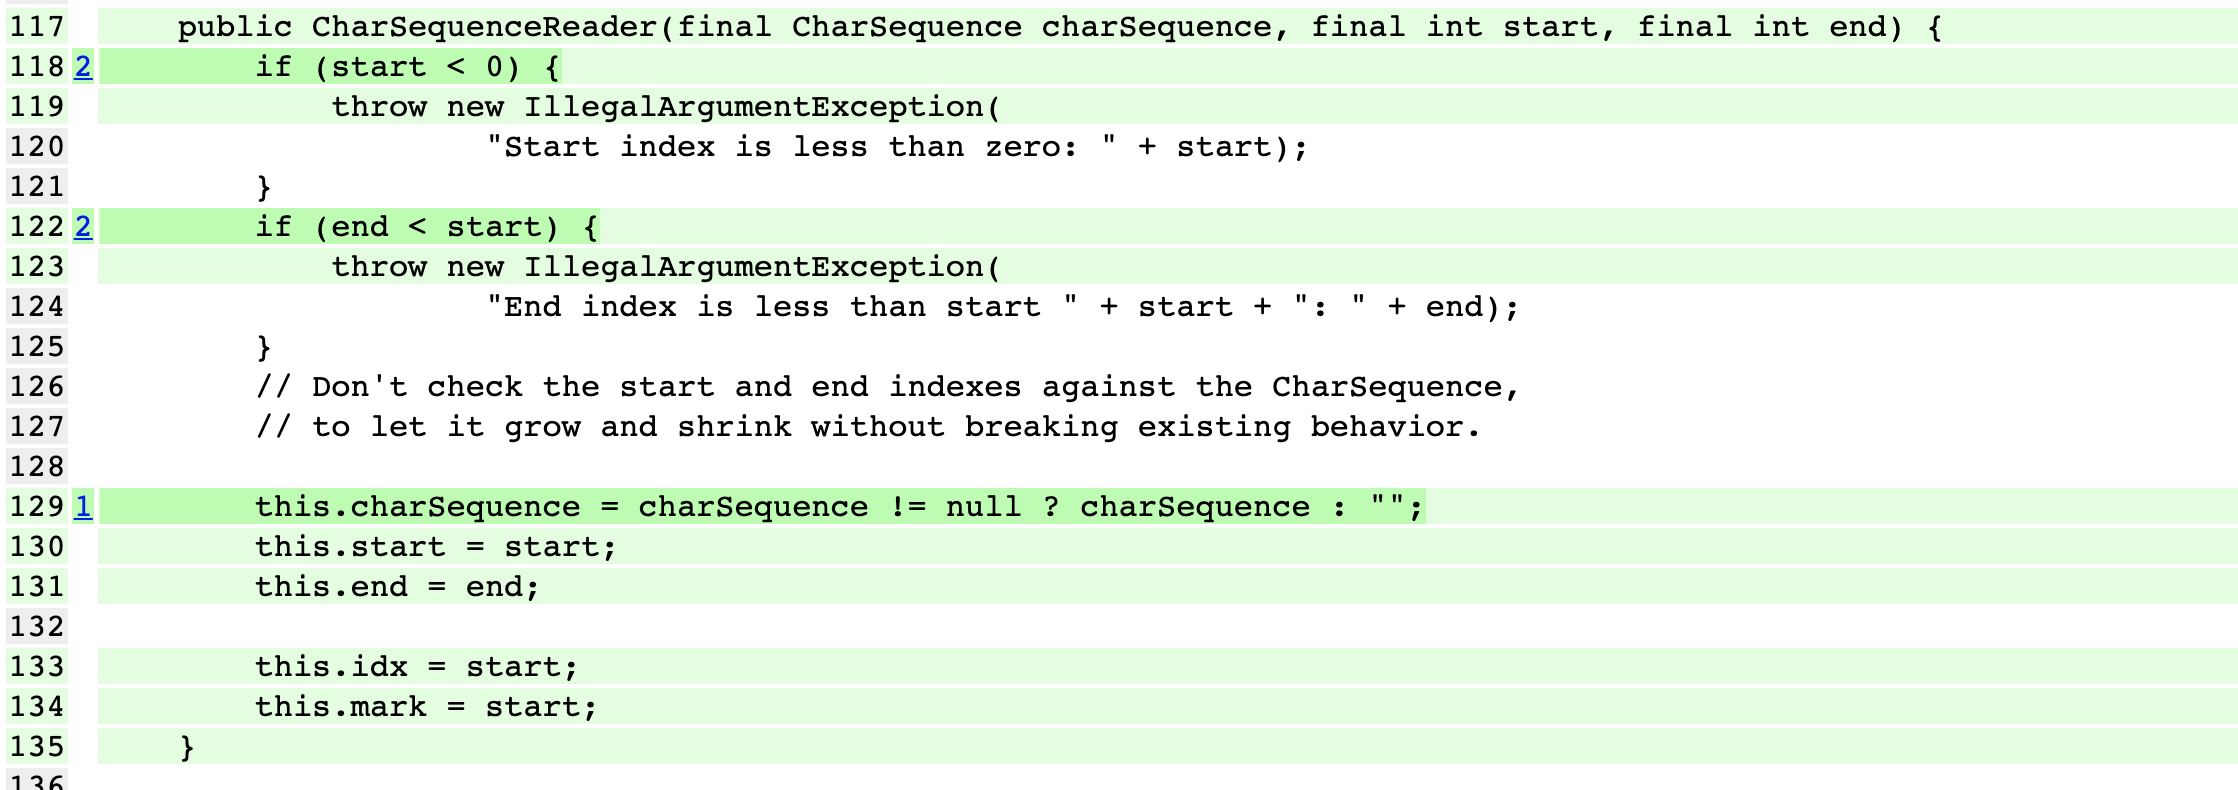 117 public CharSequenceReader(final CharSequence charSequence, final int start, final int end) {
118 2 if (start < 0) {
119 throw new IllegalArgumentException(
120 "Start index is less than zero: " + start);
121 }
122 2 if (end < start) {
123 throw new IllegalArgumentException(
124 "End index is less than start " + start + ": " + end);
125 }
126 // Don't check the start and end indexes against the CharSequence,
127 // to let it grow and shrink without breaking existing behavior.
128
129 1 this.charSequence = charSequence != null ? charSequence : "";
130 this.start = start;
131 this.end = end;
132
133 this.idx = start;
134 this.mark = start;
135 }
136